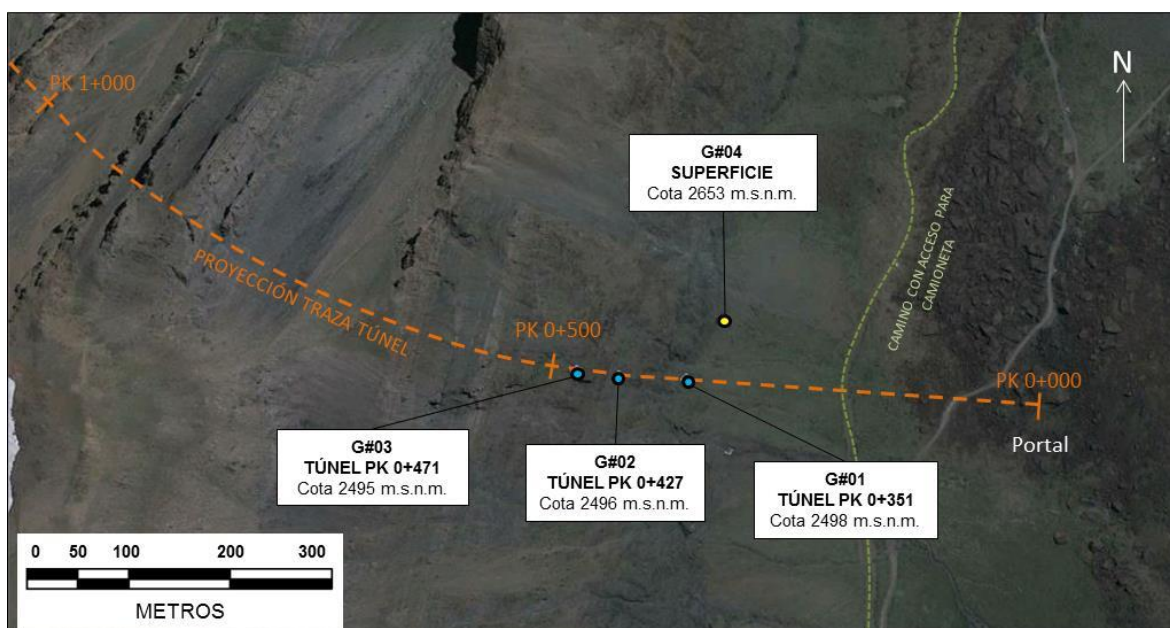 PK 1+000
N
G#04
SUPERFICIE
Cota 2653 m.s.n.m.
CAMINO CON ACCESO PARA
CAMIONETA
PROYECCIÓN TRAZA TÚNEL
PK 0+500
PK 0+000
Portal
G#03
TÚNEL PK 0+471
Cota 2495 m.s.n.m.
G#02
TÚNEL PK 0+427
Cota 2496 m.s.n.m.
G#01
TÚNEL PK 0+351
Cota 2498 m.s.n.m.
0 50 100 200 300
METROS